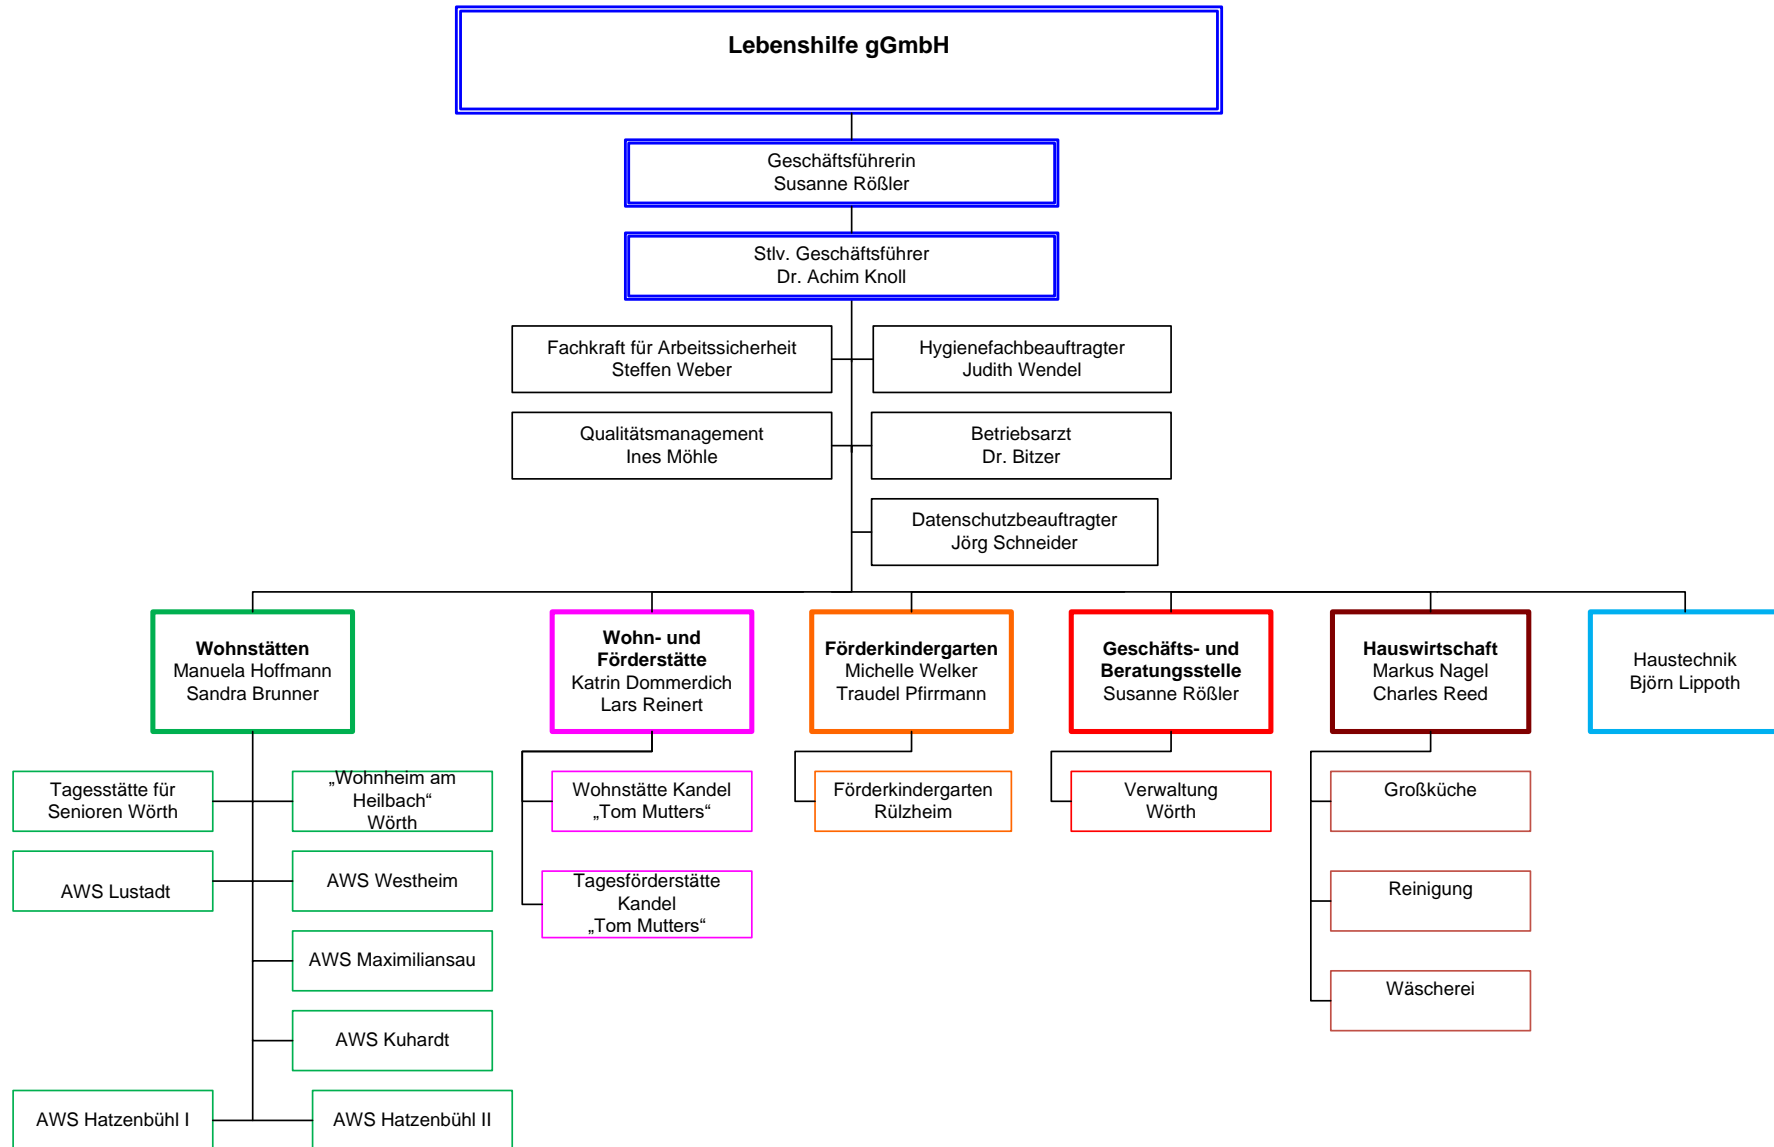 Lebenshilfe gGmbH
Geschäftsführerin
Susanne Rößler
Stlv. Geschäftsführer
Dr. Achim Knoll
Fachkraft für Arbeitssicherheit
Steffen Weber
Hygienefachbeauftragter
Judith Wendel
Qualitätsmanagement
Ines Möhle
Betriebsarzt
Dr. Bitzer
Datenschutzbeauftragter
Jörg Schneider
Wohnstätten
Manuela Hoffmann
Sandra Brunner
Wohn- und
Förderstätte
Katrin Dommerdich
Lars Reinert
Förderkindergarten
Michelle Welker
Traudel Pfirrmann
Geschäfts- und
Beratungsstelle
Susanne Rößler
Hauswirtschaft
Markus Nagel
Charles Reed
Haustechnik
Björn Lippoth
Tagesstätte für
Senioren Wörth
„Wohnheim am
Heilbach“
Wörth
Wohnstätte Kandel
„Tom Mutters“
Förderkindergarten
Rülzheim
Verwaltung
Wörth
Großküche
AWS Lustadt
AWS Westheim
Tagesförderstätte
Kandel
„Tom Mutters“
Reinigung
AWS Maximiliansau
Wäscherei
AWS Kuhardt
AWS Hatzenbühl I
AWS Hatzenbühl II